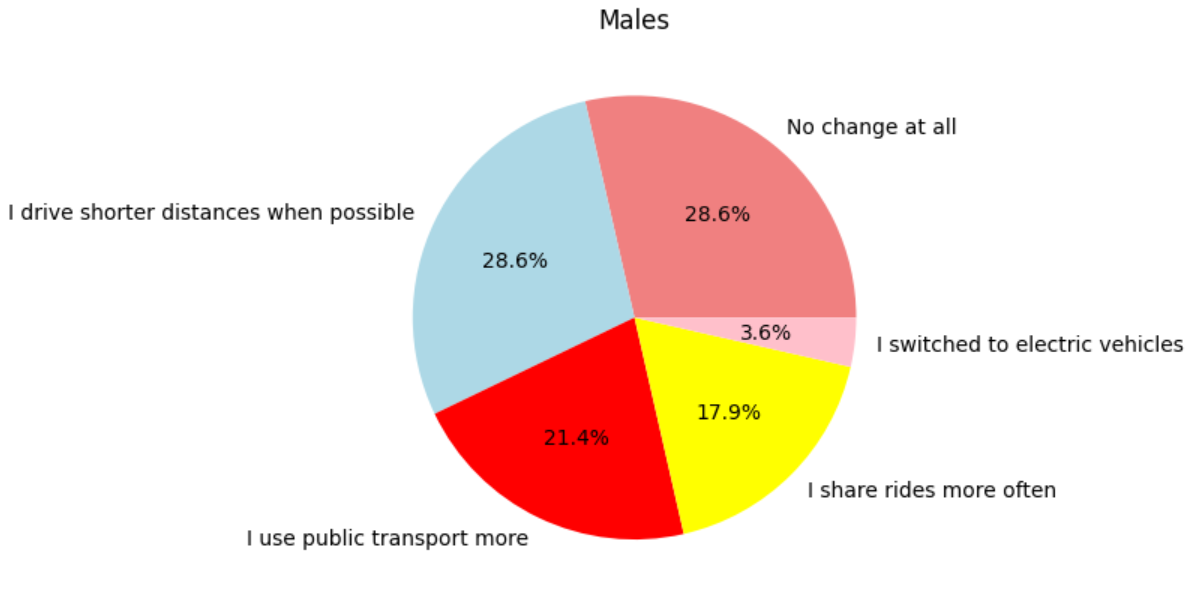 Males
No change at all
28.6%
I drive shorter distances when possible
28.6%
I use public transport more
21.4%
I share rides more often
17.9%
I switched to electric vehicles
3.6%